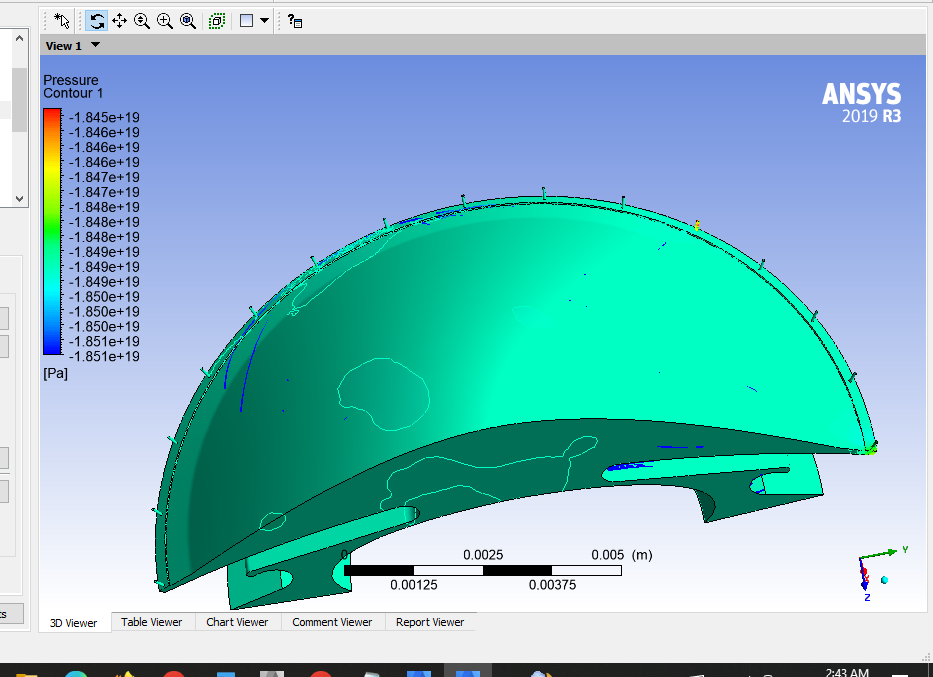 View 1
Pressure
Contour 1
-1.845e+19
-1.846e+19
-1.846e+19
-1.846e+19
-1.847e+19
-1.847e+19
-1.848e+19
-1.848e+19
-1.848e+19
-1.849e+19
-1.849e+19
-1.849e+19
-1.850e+19
-1.850e+19
-1.850e+19
-1.851e+19
-1.851e+19
[Pa]
ANSYS
2019 R3
0 0.0025 0.005 (m)
0.00125 0.00375
Y
Z
3D Viewer Table Viewer Chart Viewer Comment Viewer Report Viewer
2:43 AM